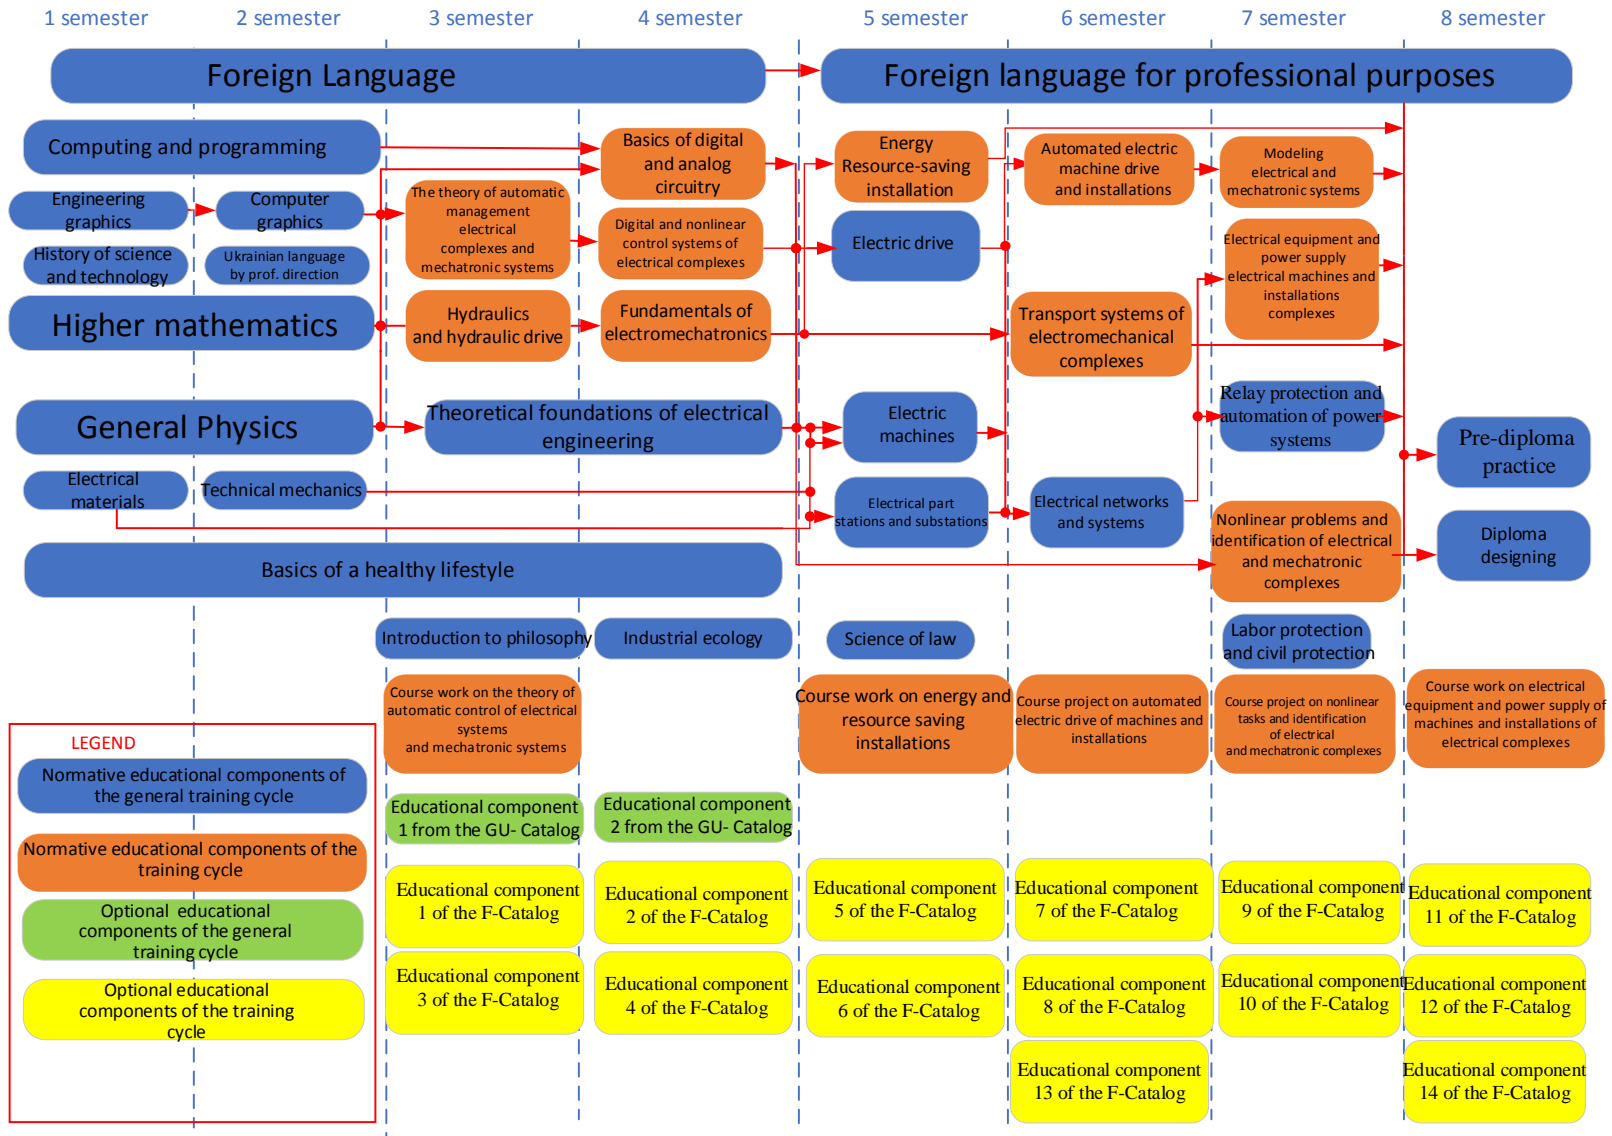 1 semester
2 semester
3 semester
4 semester
5 semester
6 semester
7 semester
8 semester
Foreign Language
Foreign language for professional purposes
Computing and programming
Basics of digital
and analog
circuitry
Energy
Resource-saving
installation
Automated electric
machine drive
and installations
Modeling
electrical and
mechatronic systems
Engineering
graphics
Computer
graphics
The theory of automatic
management
electrical
complexes and
mechatronic systems
Digital and nonlinear
control systems of
electrical complexes
Electric drive
Electrical equipment and
power supply
electrical machines and
installations
complexes
History of science
and technology
Ukrainian language
by prof. direction
Higher mathematics
Hydraulics
and hydraulic drive
Fundamentals of
electromechatronics
Transport systems of
electromechanical
complexes
General Physics
Theoretical foundations of electrical
engineering
Electric
machines
Relay protection and
automation of power
systems
Pre-diploma
practice
Electrical
materials
Technical mechanics
Electrical part
stations and substations
Electrical networks
and systems
Nonlinear problems and
identification of electrical
and mechatronic
complexes
Diploma
designing
Basics of a healthy lifestyle
Introduction to philosophy
Industrial ecology
Science of law
Labor protection
and civil protection
Course work on the theory of
automatic control of electrical
systems
and mechatronic systems
Course work on energy and
resource saving
installations
Course project on automated
electric drive of machines and
installations
Course project on nonlinear
tasks and identification
of electrical
and mechatronic complexes
Course work on electrical
equipment and power supply of
machines and installations of
electrical complexes
LEGEND
Normative educational components of
the general training cycle
Normative educational components of the
training cycle
Optional educational
components of the general
training cycle
Optional educational
components of the training
cycle
Educational component
1 from the GU- Catalog
Educational component
2 from the GU- Catalog
Educational component
1 of the F-Catalog
Educational component
2 of the F-Catalog
Educational component
5 of the F-Catalog
Educational component
7 of the F-Catalog
Educational component
9 of the F-Catalog
Educational component
11 of the F-Catalog
Educational component
3 of the F-Catalog
Educational component
4 of the F-Catalog
Educational component
6 of the F-Catalog
Educational component
8 of the F-Catalog
Educational component
10 of the F-Catalog
Educational component
12 of the F-Catalog
Educational component
13 of the F-Catalog
Educational component
14 of the F-Catalog